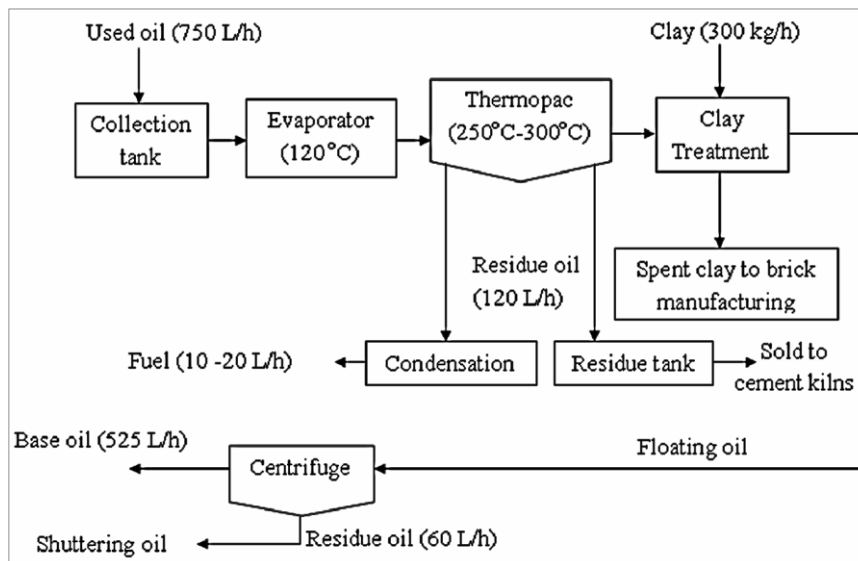 Used oil (750 L/h)
Clay (300 kg/h)
Collection
tank
Evaporator
(120°C)
Thermopac
(250°C-300°C)
Clay
Treatment
Residue oil
(120 L/h)
Spent clay to brick
manufacturing
Fuel (10 -20 L/h)
Condensation
Residue tank
Sold to
cement kilns
Base oil (525 L/h)
Centrifuge
Floating oil
Shuttering oil
Residue oil (60 L/h)